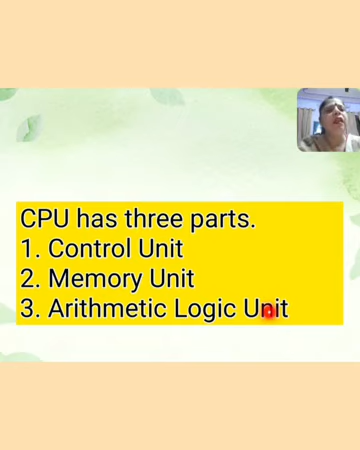 CPU has three parts.
1. Control Unit
2. Memory Unit
3. Arithmetic Logic Unit